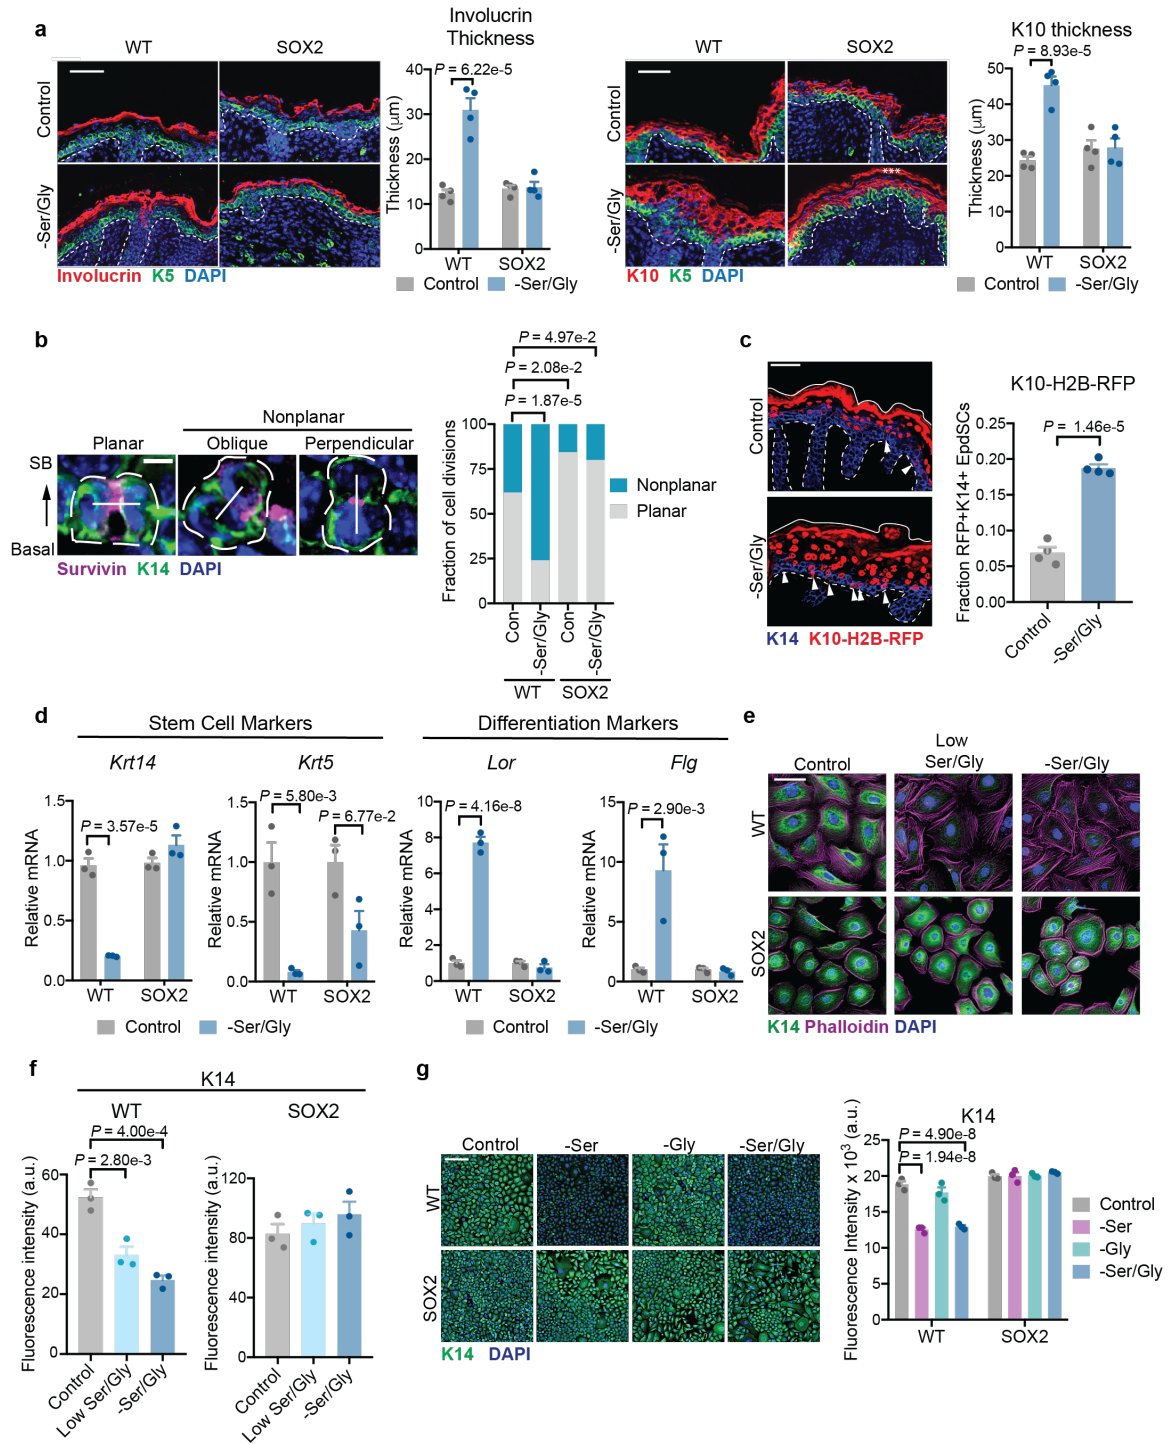 a
WT
SOX2
Control
-Ser/Gly
Involucrin K5 DAPI
Involucrin
Thickness
P = 6.22e-5
Thickness (μm)
40
30
20
10
0
WT
SOX2
Control
-Ser/Gly
WT
SOX2
Control
-Ser/Gly
***
K10 K5 DAPI
K10 thickness
P = 8.93e-5
Thickness (μm)
50
40
30
20
10
0
WT
SOX2
Control
-Ser/Gly
b
Nonplanar
Planar
Oblique
Perpendicular
SB
Basal
Survivin K14 DAPI
P = 4.97e-2
P = 2.08e-2
P = 1.87e-5
Fraction of cell divisions
100
75
50
25
0
Con
-Ser/Gly
Con
-Ser/Gly
WT
SOX2
Nonplanar
Planar
c
Control
-Ser/Gly
K14 K10-H2B-RFP
K10-H2B-RFP
P = 1.46e-5
Fraction RFP+K14+ EpdSCs
0.25
0.20
0.15
0.10
0.05
0.00
Control
-Ser/Gly
d
Stem Cell Markers
Differentiation Markers
Krt14
Relative mRNA
1.5
1.0
0.5
0.0
P = 3.57e-5
WT
SOX2
Krt5
Relative mRNA
1.5
1.0
0.5
0.0
P = 5.80e-3
P = 6.77e-2
WT
SOX2
Control
-Ser/Gly
Lor
Relative mRNA
10
8
6
4
2
0
P = 4.16e-8
WT
SOX2
Flg
Relative mRNA
15
10
5
0
P = 2.90e-3
WT
SOX2
Control
-Ser/Gly
e
Control
Low
Ser/Gly
-Ser/Gly
WT
SOX2
K14 Phalloidin DAPI
f
K14
WT
P = 4.00e-4
P = 2.80e-3
Fluorescence intensity (a.u.)
60
40
20
0
Control
Low Ser/Gly
-Ser/Gly
SOX2
Fluorescence intensity (a.u.)
120
80
40
0
Control
Low Ser/Gly
-Ser/Gly
g
Control
-Ser
-Gly
-Ser/Gly
WT
SOX2
K14 DAPI
K14
P = 4.90e-8
P = 1.94e-8
Fluorescence Intensity x 10³ (a.u.)
25
20
15
10
5
0
WT
SOX2
Control
-Ser
-Gly
-Ser/Gly